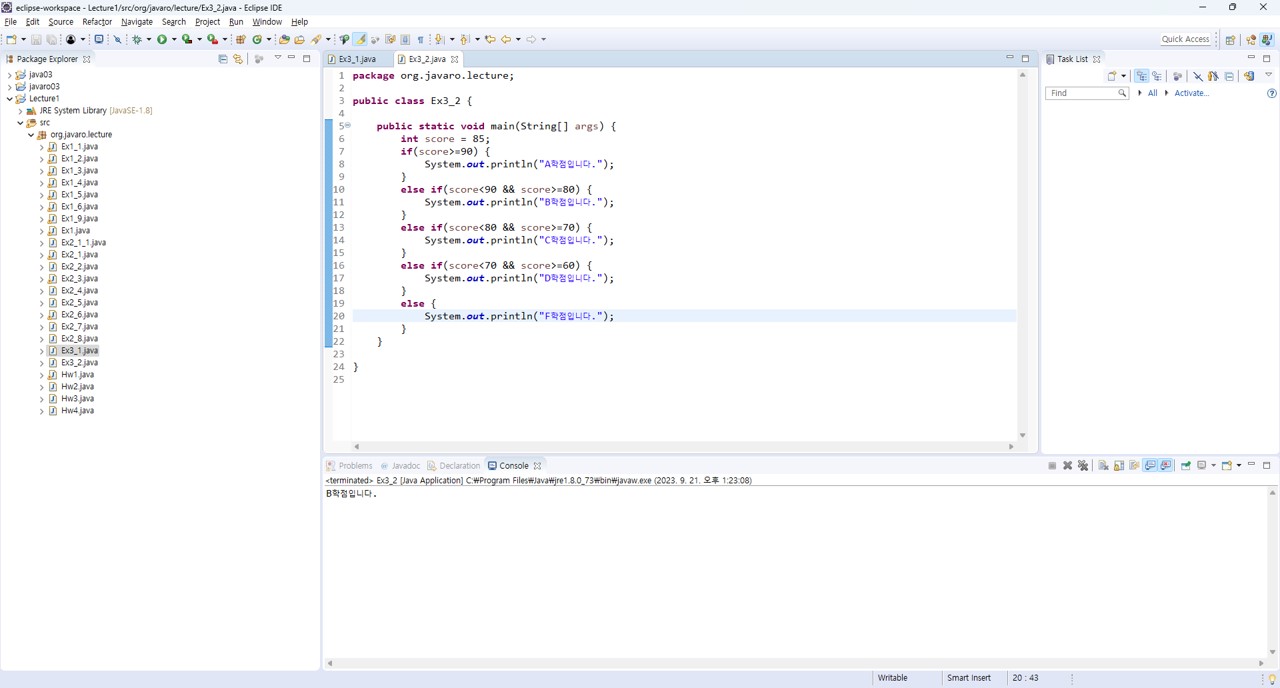 eclipse-workspace - Lecture1/src/org/javaro/lecture/Ex3_2.java - Eclipse IDE
File Edit Source Refactor Navigate Search Project Run Window Help
Quick Access
Package Explorer
java03
javaro03
Lecture1
JRE System Library [JavaSE-1.8]
src
org.javaro.lecture
Ex1_1.java
Ex1_2.java
Ex1_3.java
Ex1_4.java
Ex1_5.java
Ex1_6.java
Ex1_9.java
Ex1.java
Ex2_1_1.java
Ex2_1.java
Ex2_2.java
Ex2_3.java
Ex2_4.java
Ex2_5.java
Ex2_6.java
Ex2_7.java
Ex2_8.java
Ex3_1.java
Ex3_2.java
Hw1.java
Hw2.java
Hw3.java
Hw4.java
Ex3_1.java Ex3_2.java
1 package org.javaro.lecture;
2
3 public class Ex3_2 {
4
5 public static void main(String[] args) {
6 int score = 85;
7 if(score>=90) {
8 System.out.println("A학점입니다.");
9 }
10 else if(score<90 && score>=80) {
11 System.out.println("B학점입니다.");
12 }
13 else if(score<80 && score>=70) {
14 System.out.println("C학점입니다.");
15 }
16 else if(score<70 && score>=60) {
17 System.out.println("D학점입니다.");
18 }
19 else {
20 System.out.println("F학점입니다.");
21 }
22 }
23
24 }
25
Task List
Find All Activate...
Problems Javadoc Declaration Console
<terminated> Ex3_2 [Java Application] C:₩Program Files₩Java₩jre1.8.0_73₩bin₩javaw.exe (2023. 9. 21. 오후 1:23:08)
B학점입니다.
Writable Smart Insert 20 : 43